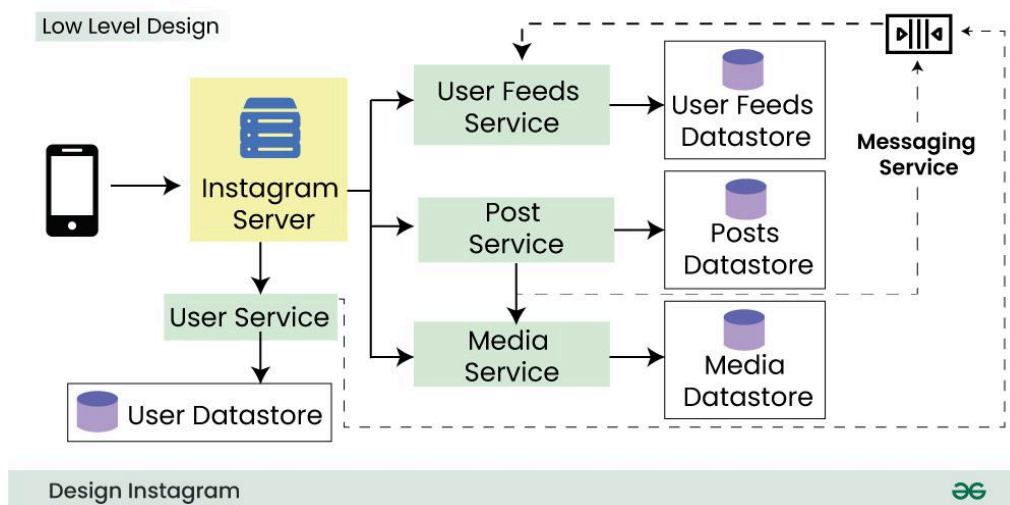 Low Level Design
User Feeds
Service
User Feeds
Datastore
Messaging
Service
Instagram
Server
Post
Service
Posts
Datastore
User Service
Media
Service
Media
Datastore
User Datastore
Design Instagram